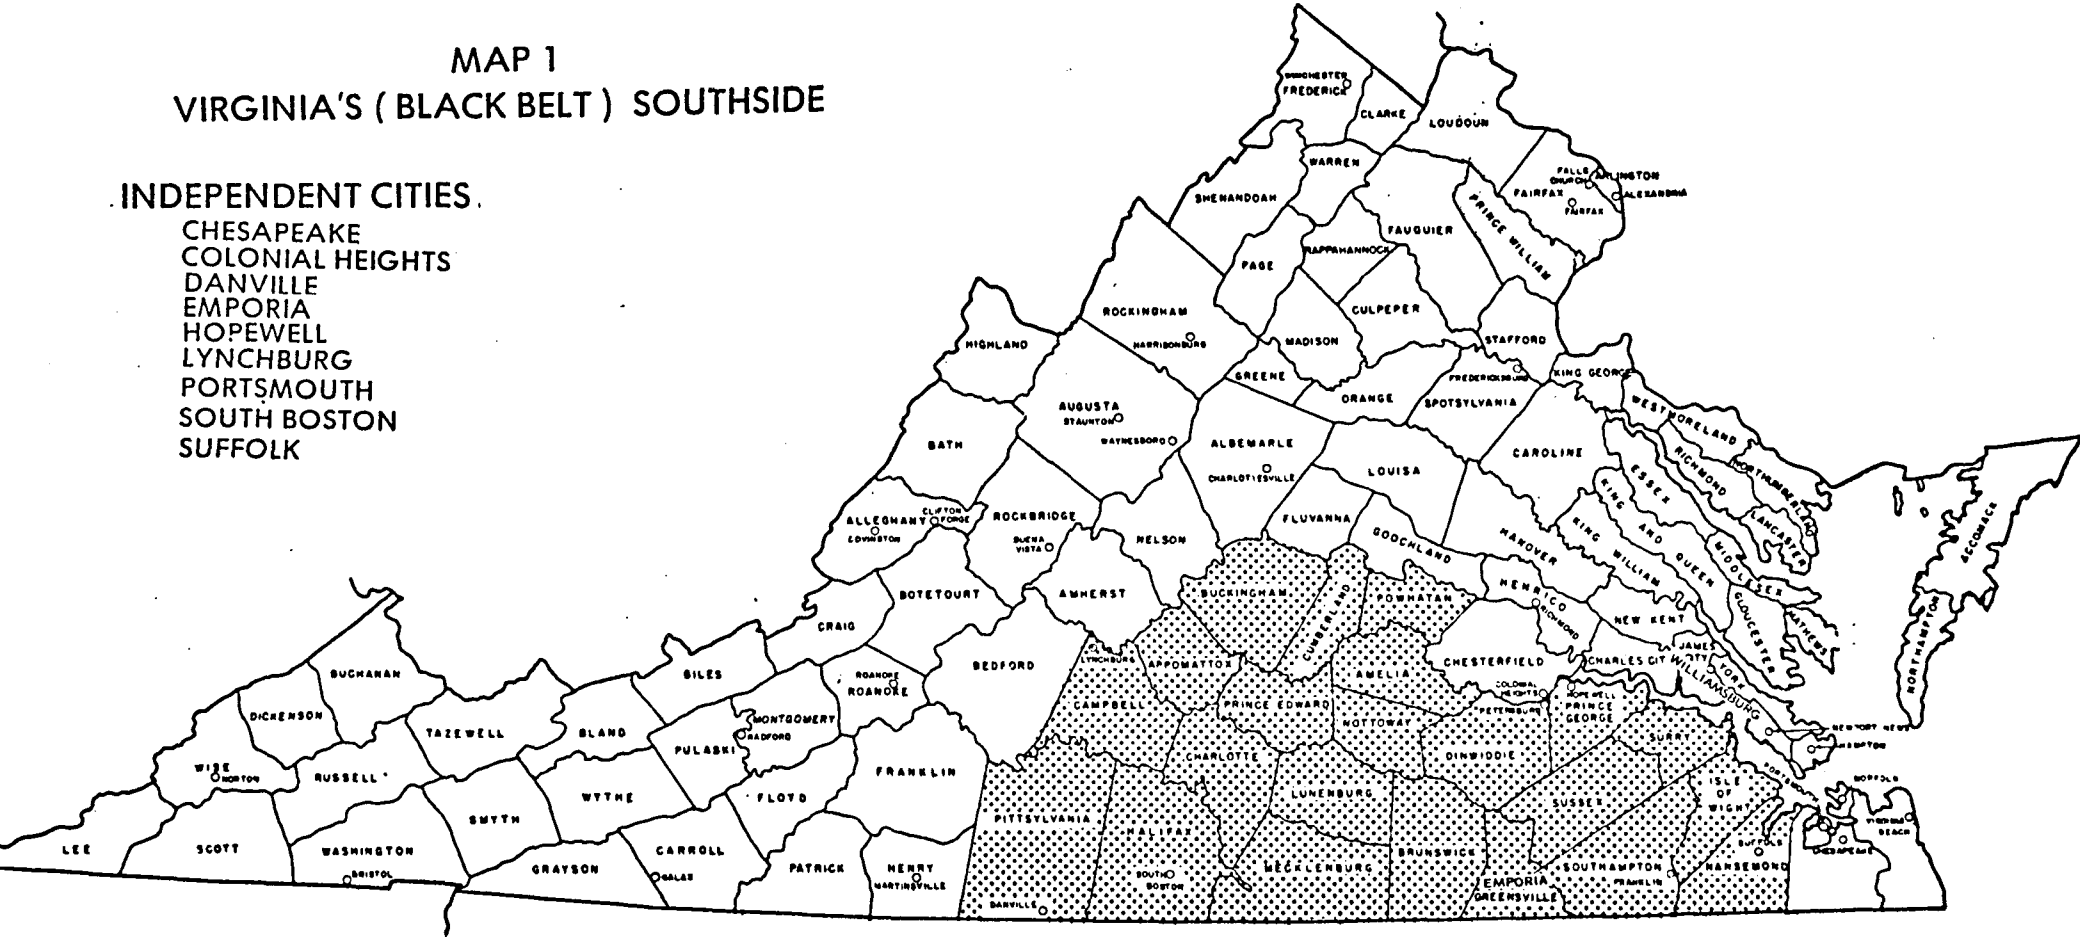 MAP 1
VIRGINIA'S ( BLACK BELT ) SOUTHSIDE
INDEPENDENT CITIES
CHESAPEAKE
COLONIAL HEIGHTS
DANVILLE
EMPORIA
HOPEWELL
LYNCHBURG
PORTSMOUTH
SOUTH BOSTON
SUFFOLK
WINCHESTER
FREDERICK
CLARKE
LOUDOUN
WARREN
FALLS
CHURCH
ARLINGTON
FAIRFAX
ALEXANDRIA
FAIRFAX
SHENANDOAH
PRINCE WILLIAM
FAUQUIER
RAPPAHANNOCK
PAGE
CULPEPER
ROCKINGHAM
HARRISONBURG
MADISON
STAFFORD
HIGHLAND
GREENE
FREDERICKSBURG
KING GEORGE
ORANGE
SPOTSYLVANIA
WESTMORELAND
AUGUSTA
STAUNTON
WAYNESBORO
ALBEMARLE
CHARLOTTESVILLE
BATH
LOUISA
CAROLINE
ESSEX
RICHMOND
NORTHUMBERLAND
LANCASTER
KING AND QUEEN
KING WILLIAM
MIDDLESEX
ACCOMACK
ALLEGHANY
CLIFTON
FORGE
COVINGTON
ROCKBRIDGE
BUENA
VISTA
NELSON
FLUVANNA
GOOCHLAND
HANOVER
HENRICO
RICHMOND
NEW KENT
GLOUCESTER
MATHEWS
NORTHAMPTON
BOTETOURT
AMHERST
BUCKINGHAM
CUMBERLAND
POWHATAN
CRAIG
BEDFORD
LYNCHBURG
APPOMATTOX
AMELIA
CHESTERFIELD
COLONIAL
HEIGHTS
HOPEWELL
CHARLES CIT
JAMES
CITY
YORK
WILLIAMSBURG
BUCHANAN
GILES
ROANOKE
ROANOKE
CAMPBELL
PRINCE EDWARD
NOTTOWAY
PETERSBURG
PRINCE
GEORGE
DICKENSON
TAZEWELL
BLAND
MONTGOMERY
RADFORD
PULASKI
SURRY
NEWPORT NEWS
HAMPTON
WISE
NORTON
RUSSELL
FRANKLIN
CHARLOTTE
DINWIDDIE
PORTSMOUTH
NORFOLK
WYTHE
FLOYD
LUNENBURG
SUSSEX
ISLE
OF
WIGHT
SMYTH
PITTSYLVANIA
HALIFAX
VIRGINIA
BEACH
LEE
SCOTT
WASHINGTON
BRISTOL
CARROLL
GALAX
GRAYSON
PATRICK
HENRY
MARTINSVILLE
SOUTH
BOSTON
MECKLENBURG
BRUNSWICK
SUFFOLK
CHESAPEAKE
SOUTHAMPTON
FRANKLIN
NANSEMOND
EMPORIA
GREENSVILLE
DANVILLE